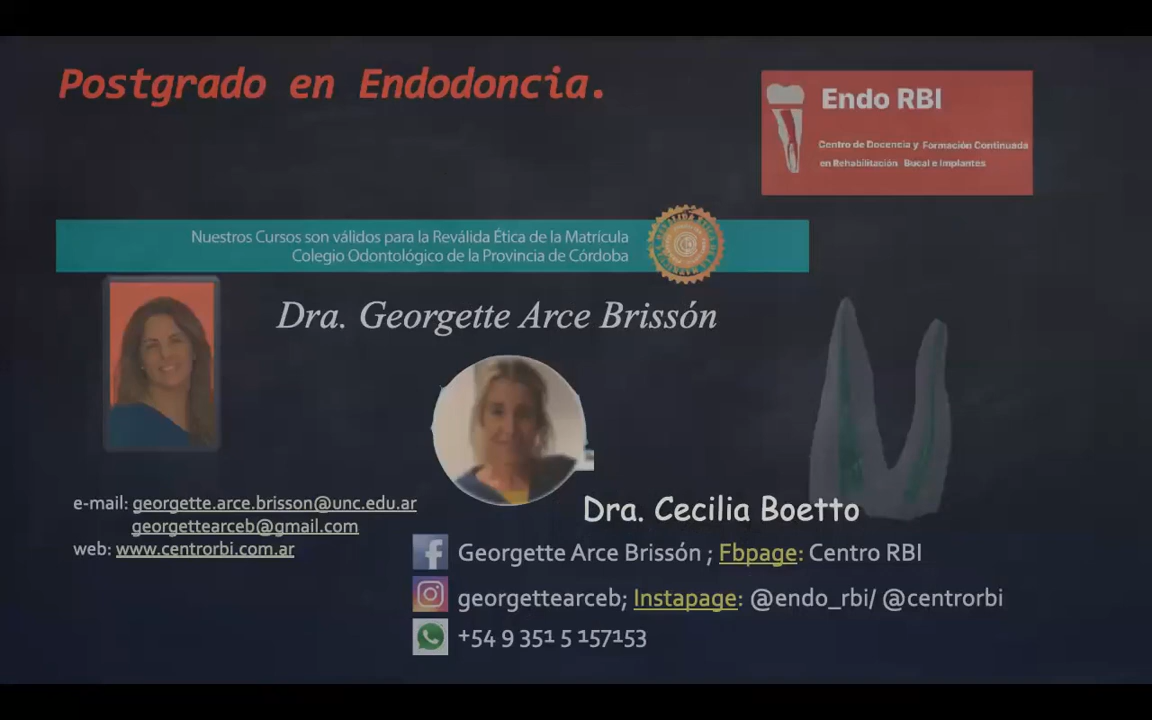 Postgrado en Endodoncia.
Endo RBI
Centro de Docencia y Formación Continuada
en Rehabilitación Bucal e Implantes
Nuestros Cursos son válidos para la Reválida Ética de la Matrícula
Colegio Odontológico de la Provincia de Córdoba
Dra. Georgette Arce Brissón
Dra. Cecilia Boetto
e-mail: georgette.arce.brisson@unc.edu.ar
georgettearceb@gmail.com
web: www.centrorbi.com.ar
Georgette Arce Brissón ; Fbpage: Centro RBI
georgettearceb; Instapage: @endo_rbi/ @centrorbi
+54 9 351 5 157153